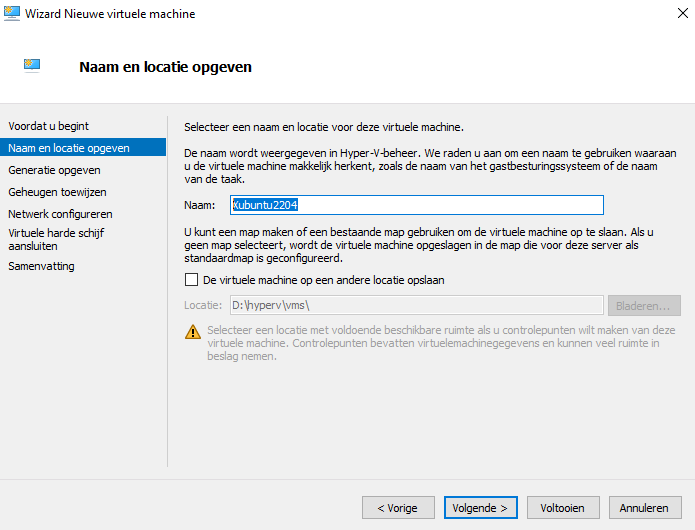 Wizard Nieuwe virtuele machine
Naam en locatie opgeven
Voordat u begint
Naam en locatie opgeven
Generatie opgeven
Geheugen toewijzen
Netwerk configureren
Virtuele harde schijf
aansluiten
Samenvatting
Selecteer een naam en locatie voor deze virtuele machine.
De naam wordt weergegeven in Hyper-V-beheer. We raden u aan om een naam te gebruiken waaraan
u de virtuele machine makkelijk herkent, zoals de naam van het gastbesturingssysteem of de naam
van de taak.
Naam: Xubuntu2204
U kunt een map maken of een bestaande map gebruiken om de virtuele machine op te slaan. Als u
geen map selecteert, wordt de virtuele machine opgeslagen in de map die voor deze server als
standaardmap is geconfigureerd.
De virtuele machine op een andere locatie opslaan
Locatie: D:\hyperv\vms\ Bladeren...
Selecteer een locatie met voldoende beschikbare ruimte als u controlepunten wilt maken van deze
virtuele machine. Controlepunten bevatten virtuelemachinegegevens en kunnen veel ruimte in
beslag nemen.
< Vorige Volgende > Voltooien Annuleren